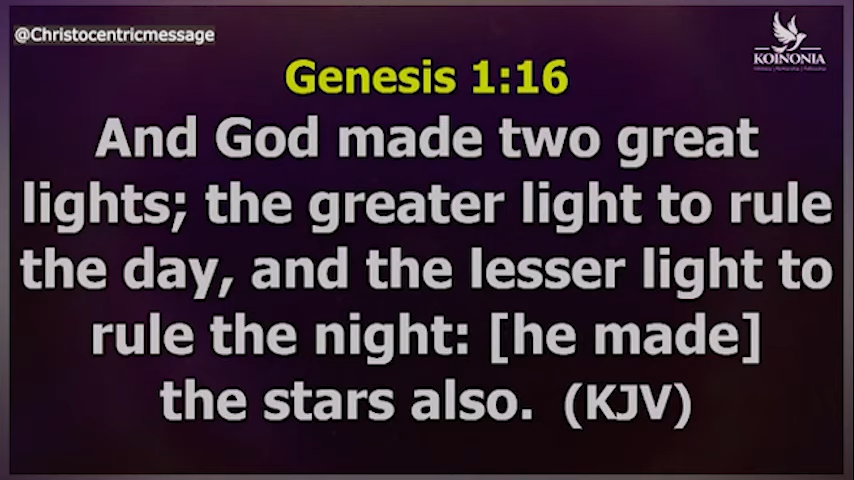 @Christocentricmessage
KOINONIA
Genesis 1:16
And God made two great
lights; the greater light to rule
the day, and the lesser light to
rule the night: [he made]
the stars also. (KJV)